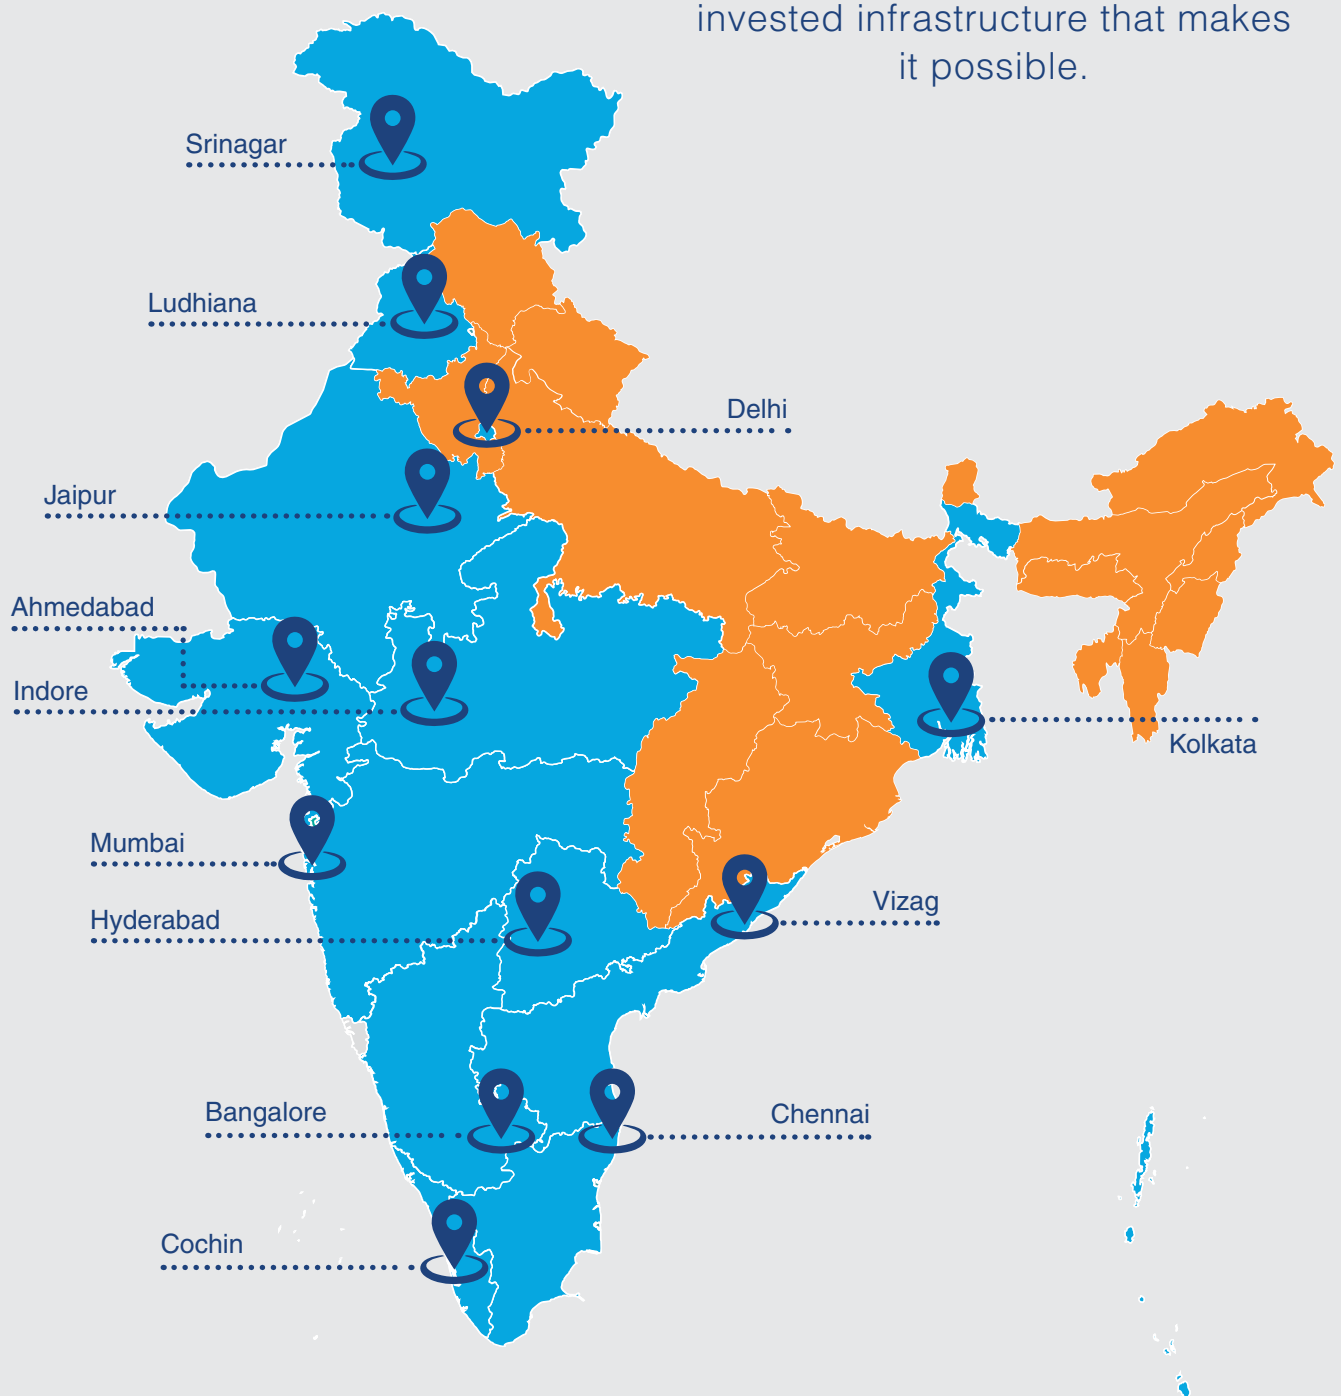 invested infrastructure that makes
it possible.
Srinagar
Ludhiana
Delhi
Jaipur
Ahmedabad
Indore
Kolkata
Mumbai
Hyderabad
Vizag
Bangalore
Chennai
Cochin